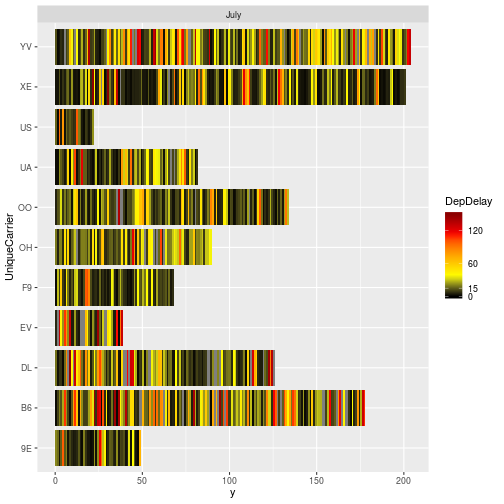 July
UniqueCarrier
YV
XE
US
UA
OO
OH
F9
EV
DL
B6
9E
0
50
100
150
200
y
DepDelay
120
60
15
0